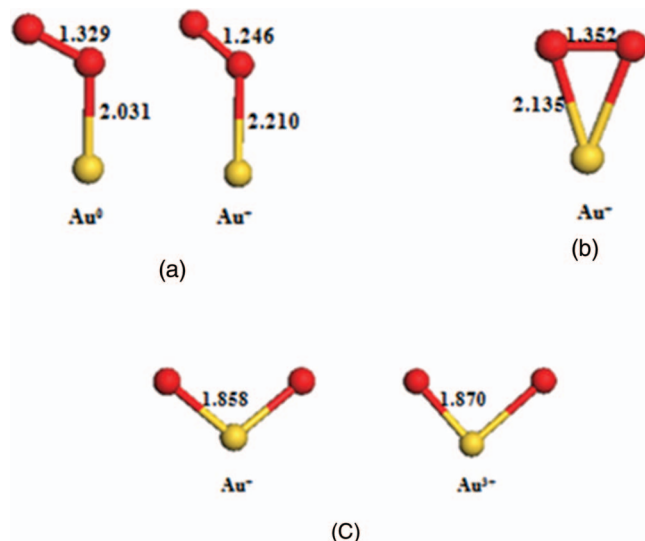 1.329 1.246 1.352
2.031 2.210 2.135
Au⁰ Au⁺ Au⁺
(a) (b)
1.858 1.870
Au⁺ Au³⁺
(C)